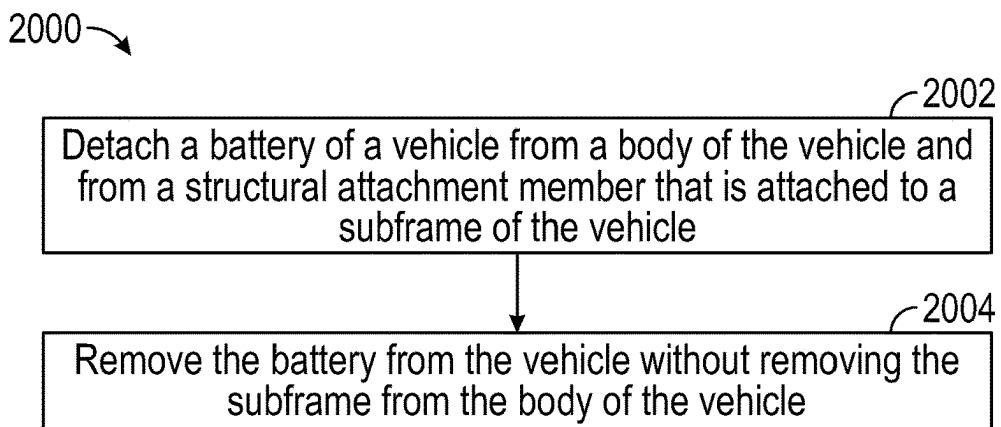 2000
2002
Detach a battery of a vehicle from a body of the vehicle and
from a structural attachment member that is attached to a
subframe of the vehicle
2004
Remove the battery from the vehicle without removing the
subframe from the body of the vehicle